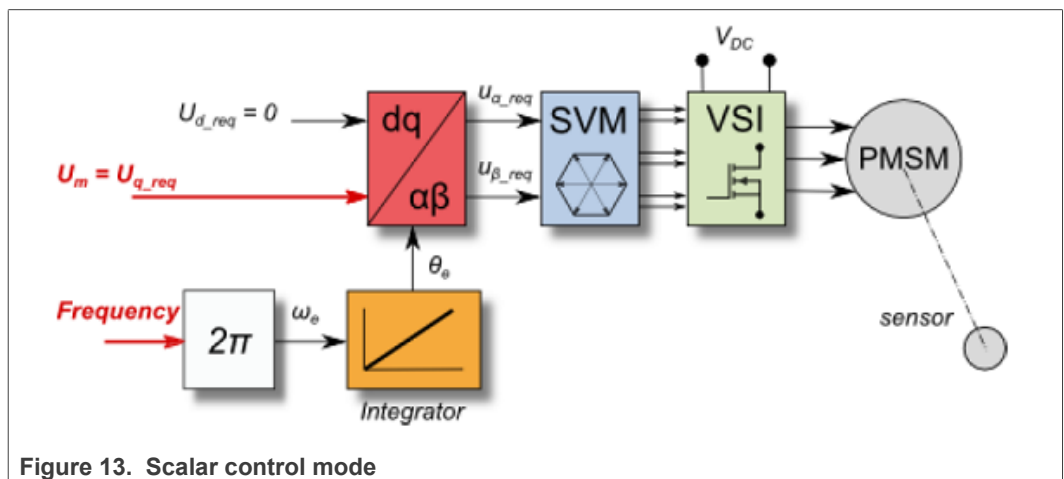 V_DC
U_d_req = 0
dq
αβ
u_α_req
u_β_req
SVM
VSI
PMSM
U_m = U_q_req
θ_e
Frequency
2π
ω_e
Integrator
sensor
Figure 13. Scalar control mode